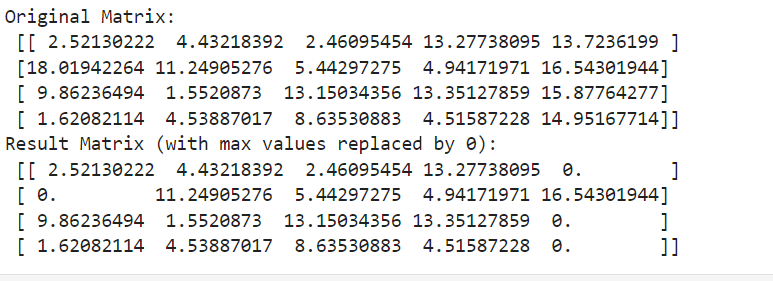 Original Matrix:
[[ 2.52130222 4.43218392 2.46095454 13.27738095 13.7236199 ]
[18.01942264 11.24905276 5.44297275 4.94171971 16.54301944]
[ 9.86236494 1.5520873 13.15034356 13.35127859 15.87764277]
[ 1.62082114 4.53887017 8.63530883 4.51587228 14.95167714]]
Result Matrix (with max values replaced by 0):
[[ 2.52130222 4.43218392 2.46095454 13.27738095 0. ]
[ 0. 11.24905276 5.44297275 4.94171971 16.54301944]
[ 9.86236494 1.5520873 13.15034356 13.35127859 0. ]
[ 1.62082114 4.53887017 8.63530883 4.51587228 0. ]]